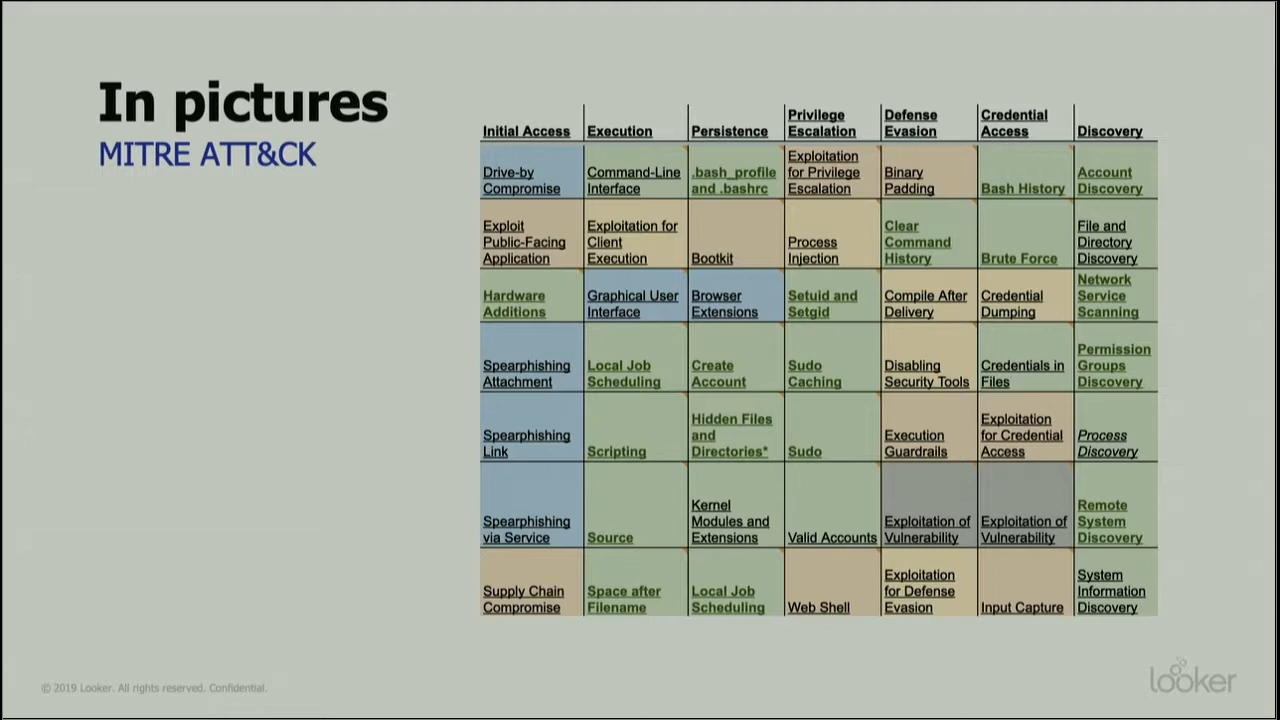 In pictures
MITRE ATT&CK
Initial Access
Execution
Persistence
Privilege
Escalation
Defense
Evasion
Credential
Access
Discovery
Drive-by
Compromise
Command-Line
Interface
.bash_profile
and .bashrc
Exploitation
for Privilege
Escalation
Binary
Padding
Bash History
Account
Discovery
Exploit
Public-Facing
Application
Exploitation for
Client
Execution
Bootkit
Process
Injection
Clear
Command
History
Brute Force
File and
Directory
Discovery
Hardware
Additions
Graphical User
Interface
Browser
Extensions
Setuid and
Setgid
Compile After
Delivery
Credential
Dumping
Network
Service
Scanning
Spearphishing
Attachment
Local Job
Scheduling
Create
Account
Sudo
Caching
Disabling
Security Tools
Credentials in
Files
Permission
Groups
Discovery
Spearphishing
Link
Scripting
Hidden Files
and
Directories*
Sudo
Execution
Guardrails
Exploitation
for Credential
Access
Process
Discovery
Spearphishing
via Service
Source
Kernel
Modules and
Extensions
Valid Accounts
Exploitation of
Vulnerability
Exploitation of
Vulnerability
Remote
System
Discovery
Supply Chain
Compromise
Space after
Filename
Local Job
Scheduling
Web Shell
Exploitation
for Defense
Evasion
Input Capture
System
Information
Discovery
© 2019 Looker. All rights reserved. Confidential.
looker